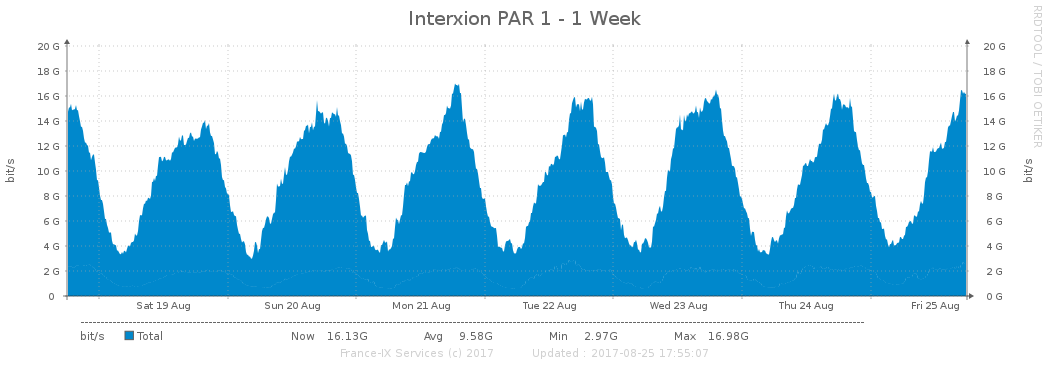 Interxion PAR 1 - 1 Week
RRDTOOL / TOBI OETIKER
20 G 20 G
18 G 18 G
16 G 16 G
14 G 14 G
12 G 12 G
10 G 10 G
8 G 8 G
6 G 6 G
4 G 4 G
2 G 2 G
0 0 G
bit/s
bit/s
Sat 19 Aug Sun 20 Aug Mon 21 Aug Tue 22 Aug Wed 23 Aug Thu 24 Aug Fri 25 Aug
bit/s Total Now 16.13G Avg 9.58G Min 2.97G Max 16.98G
France-IX Services (c) 2017 Updated : 2017-08-25 17:55:07